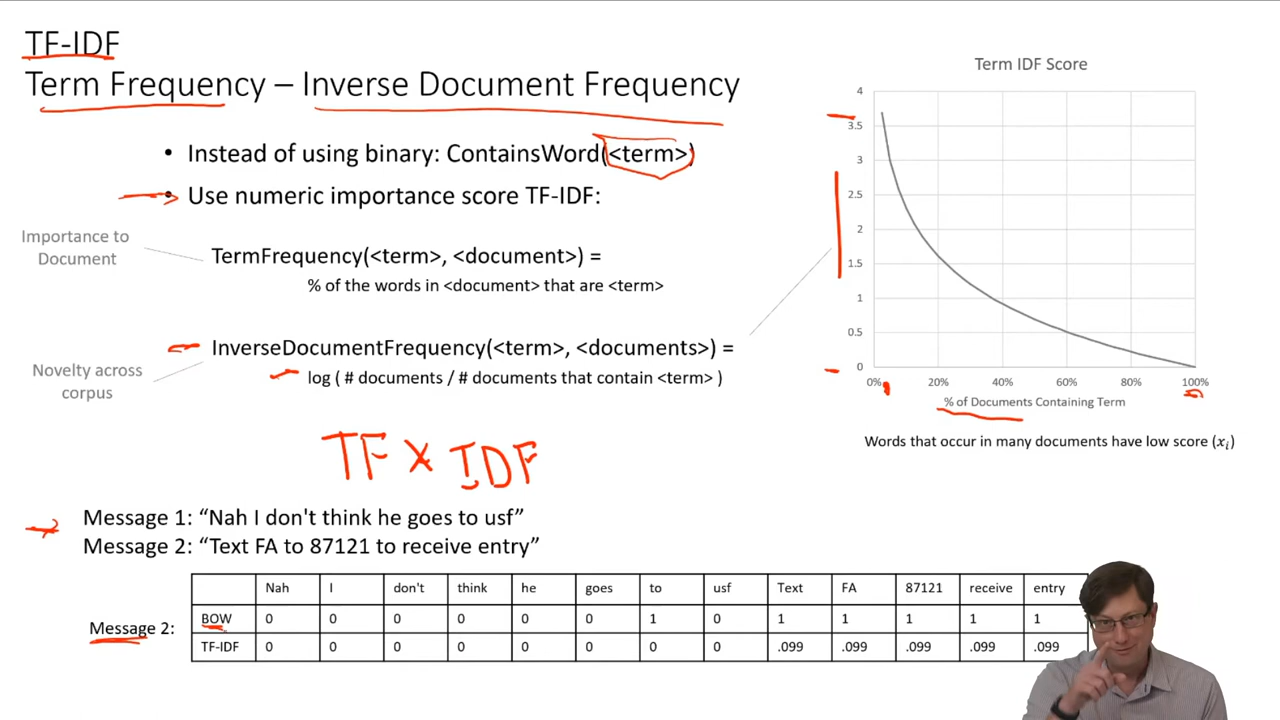 TF-IDF
Term Frequency – Inverse Document Frequency
• Instead of using binary: ContainsWord(<term>)
• Use numeric importance score TF-IDF:
Importance to
Document
TermFrequency(<term>, <document>) =
% of the words in <document> that are <term>
InverseDocumentFrequency(<term>, <documents>) =
Novelty across
corpus
log ( # documents / # documents that contain <term> )
TF x IDF
Term IDF Score
4
3.5
3
2.5
2
1.5
1
0.5
0
0% 20% 40% 60% 80% 100%
% of Documents Containing Term
Words that occur in many documents have low score (xᵢ)
Message 1: “Nah I don't think he goes to usf”
Message 2: “Text FA to 87121 to receive entry”
Message 2:
Nah I don't think he goes to usf Text FA 87121 receive entry
BOW 0 0 0 0 0 0 1 0 1 1 1 1 1
TF-IDF 0 0 0 0 0 0 0 0 .099 .099 .099 .099 .099